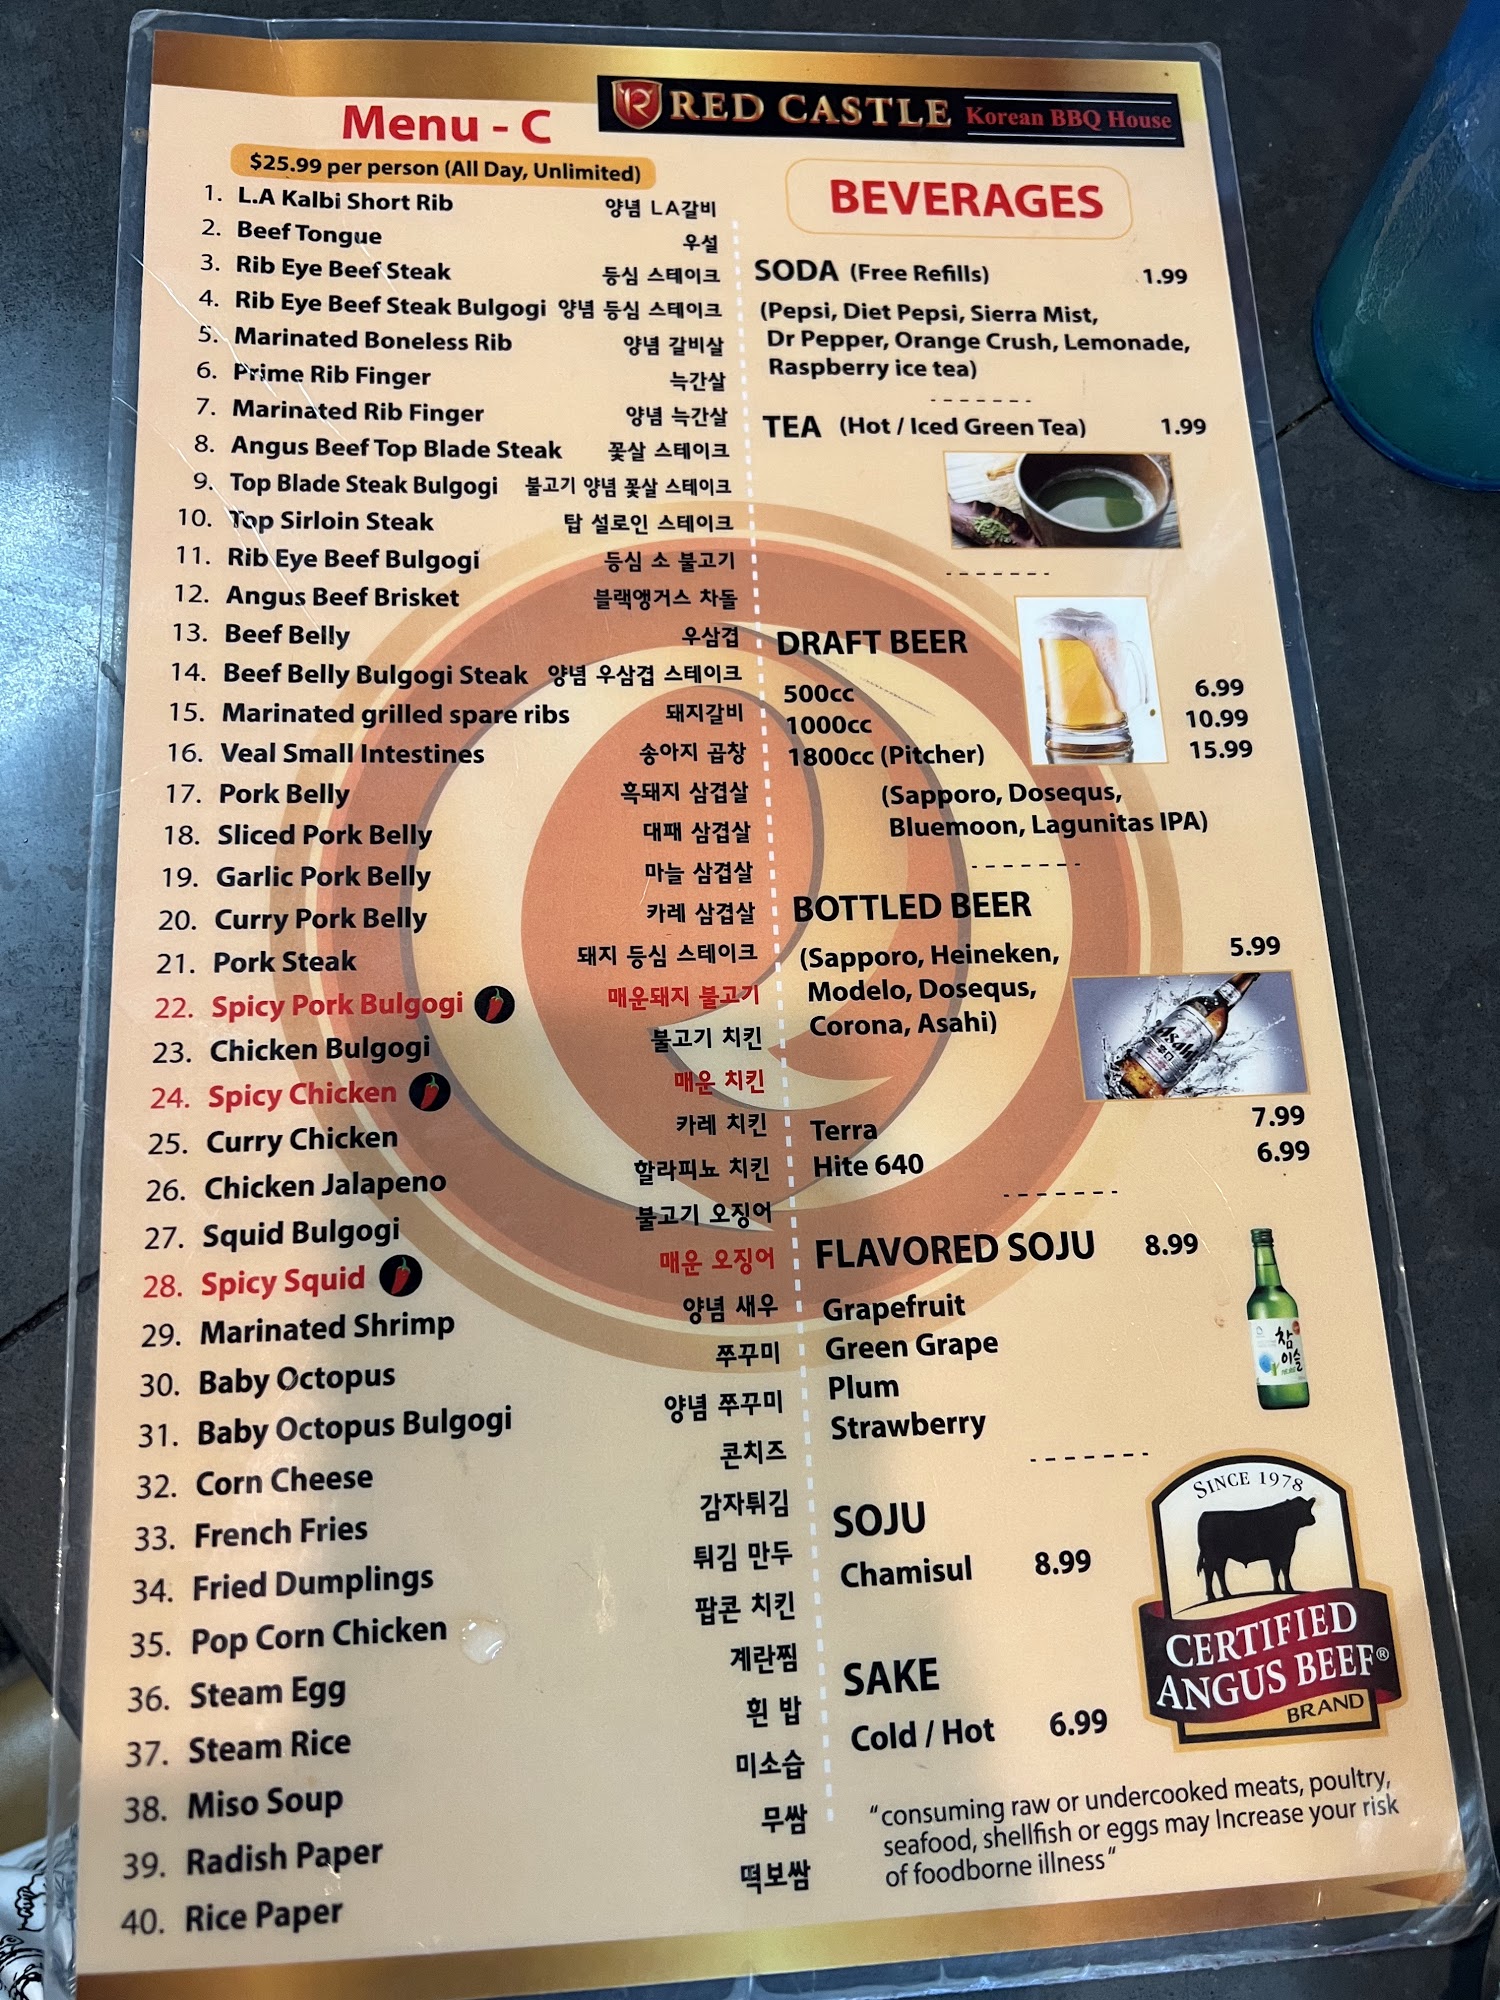 RED CASTLE Korean BBQ House
Menu - C
$25.99 per person (All Day, Unlimited)
1. L.A Kalbi Short Rib 양념 LA갈비
2. Beef Tongue 우설
3. Rib Eye Beef Steak 등심 스테이크
4. Rib Eye Beef Steak Bulgogi 양념 등심 스테이크
5. Marinated Boneless Rib 양념 갈비살
6. Prime Rib Finger 늑간살
7. Marinated Rib Finger 양념 늑간살
8. Angus Beef Top Blade Steak 꽃살 스테이크
9. Top Blade Steak Bulgogi 불고기 양념 꽃살 스테이크
10. Top Sirloin Steak 탑 설로인 스테이크
11. Rib Eye Beef Bulgogi 등심 소 불고기
12. Angus Beef Brisket 블랙앵거스 차돌
13. Beef Belly 우삼겹
14. Beef Belly Bulgogi Steak 양념 우삼겹 스테이크
15. Marinated grilled spare ribs 돼지갈비
16. Veal Small Intestines 송아지 곱창
17. Pork Belly 흑돼지 삼겹살
18. Sliced Pork Belly 대패 삼겹살
19. Garlic Pork Belly 마늘 삼겹살
20. Curry Pork Belly 카레 삼겹살
21. Pork Steak 돼지 등심 스테이크
22. Spicy Pork Bulgogi 매운돼지 불고기
23. Chicken Bulgogi 불고기 치킨
24. Spicy Chicken 매운 치킨
25. Curry Chicken 카레 치킨
26. Chicken Jalapeno 할라피뇨 치킨
27. Squid Bulgogi 불고기 오징어
28. Spicy Squid 매운 오징어
29. Marinated Shrimp 양념 새우
30. Baby Octopus 쭈꾸미
31. Baby Octopus Bulgogi 양념 쭈꾸미
32. Corn Cheese 콘치즈
33. French Fries 감자튀김
34. Fried Dumplings 튀김 만두
35. Pop Corn Chicken 팝콘 치킨
36. Steam Egg 계란찜
37. Steam Rice 흰 밥
38. Miso Soup 미소습
39. Radish Paper 무쌈
40. Rice Paper 떡보쌈
BEVERAGES
SODA (Free Refills) 1.99
(Pepsi, Diet Pepsi, Sierra Mist,
Dr Pepper, Orange Crush, Lemonade,
Raspberry ice tea)
TEA (Hot / Iced Green Tea) 1.99
DRAFT BEER
500cc 6.99
1000cc 10.99
1800cc (Pitcher) 15.99
(Sapporo, Dosequs,
Bluemoon, Lagunitas IPA)
BOTTLED BEER
(Sapporo, Heineken, 5.99
Modelo, Dosequs,
Corona, Asahi)
Asahi
Terra 7.99
Hite 640 6.99
FLAVORED SOJU 8.99
Grapefruit
Green Grape
Plum
Strawberry
참
이슬
SOJU
Chamisul 8.99
SAKE
Cold / Hot 6.99
SINCE 1978
CERTIFIED
ANGUS BEEF®
BRAND
"consuming raw or undercooked meats, poultry,
seafood, shellfish or eggs may Increase your risk
of foodborne illness"